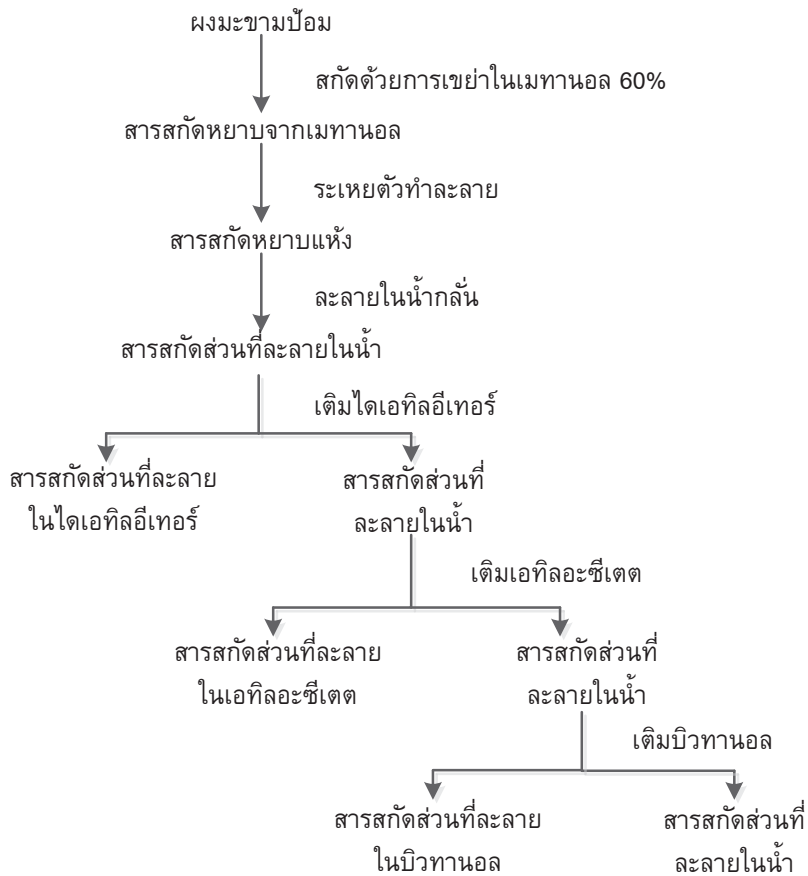 ผงมะขามป้อม
สกัดด้วยการเขย่าในเมทานอล 60%
สารสกัดหยาบจากเมทานอล
ระเหยตัวทำละลาย
สารสกัดหยาบแห้ง
ละลายในน้ำกลั่น
สารสกัดส่วนที่ละลายในน้ำ
เติมไดเอทิลอีเทอร์
สารสกัดส่วนที่ละลาย
ในไดเอทิลอีเทอร์
สารสกัดส่วนที่
ละลายในน้ำ
เติมเอทิลอะซีเตต
สารสกัดส่วนที่ละลาย
ในเอทิลอะซีเตต
สารสกัดส่วนที่
ละลายในน้ำ
เติมบิวทานอล
สารสกัดส่วนที่ละลาย
ในบิวทานอล
สารสกัดส่วนที่
ละลายในน้ำ